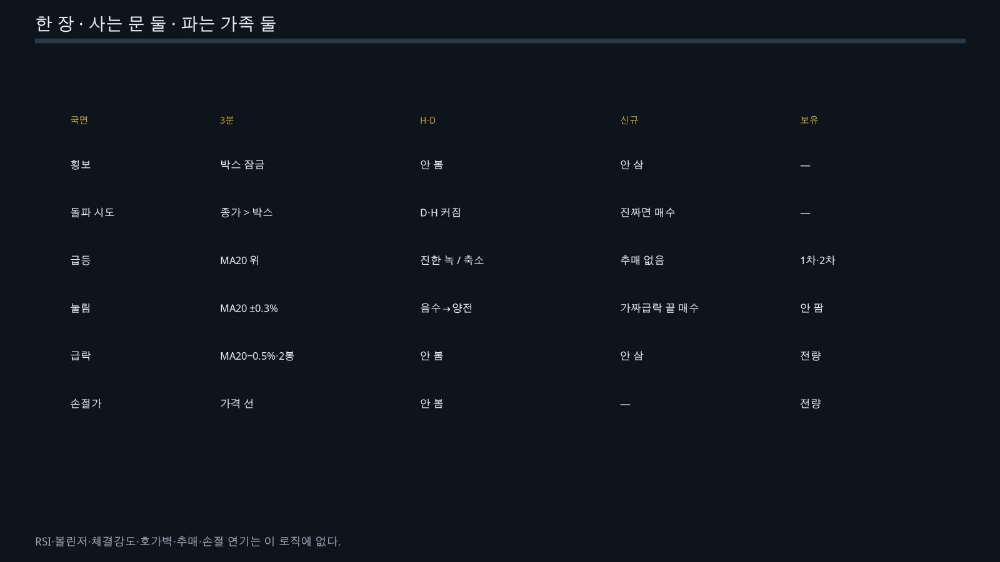 한 장 · 사는 문 둘 · 파는 가족 둘
국면 3분 H·D 신규 보유
횡보 박스 잠금 안 봄 안 삼 —
돌파 시도 종가 > 박스 D·H 커짐 진짜면 매수 —
급등 MA20 위 진한 녹 / 축소 추매 없음 1차·2차
눌림 MA20 ±0.3% 음수→양전 가짜급락 끝 매수 안 팜
급락 MA20−0.5%·2봉 안 봄 안 삼 전량
손절가 가격 선 안 봄 — 전량
RSI·볼린저·체결강도·호가벽·추매·손절 연기는 이 로직에 없다.